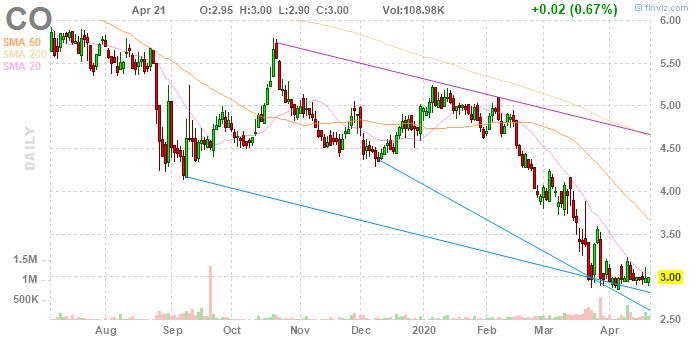 CO Apr 21 O:2.95 H:3.00 L:2.90 C:3.00 Vol:108.98K +0.02 (0.67%) © finviz.com
SMA 50
SMA 200
SMA 20
DAILY
6.00
5.50
5.00
4.50
4.00
3.50
3.00
2.50
1.5M
1M
500K
Aug Sep Oct Nov Dec 2020 Feb Mar Apr